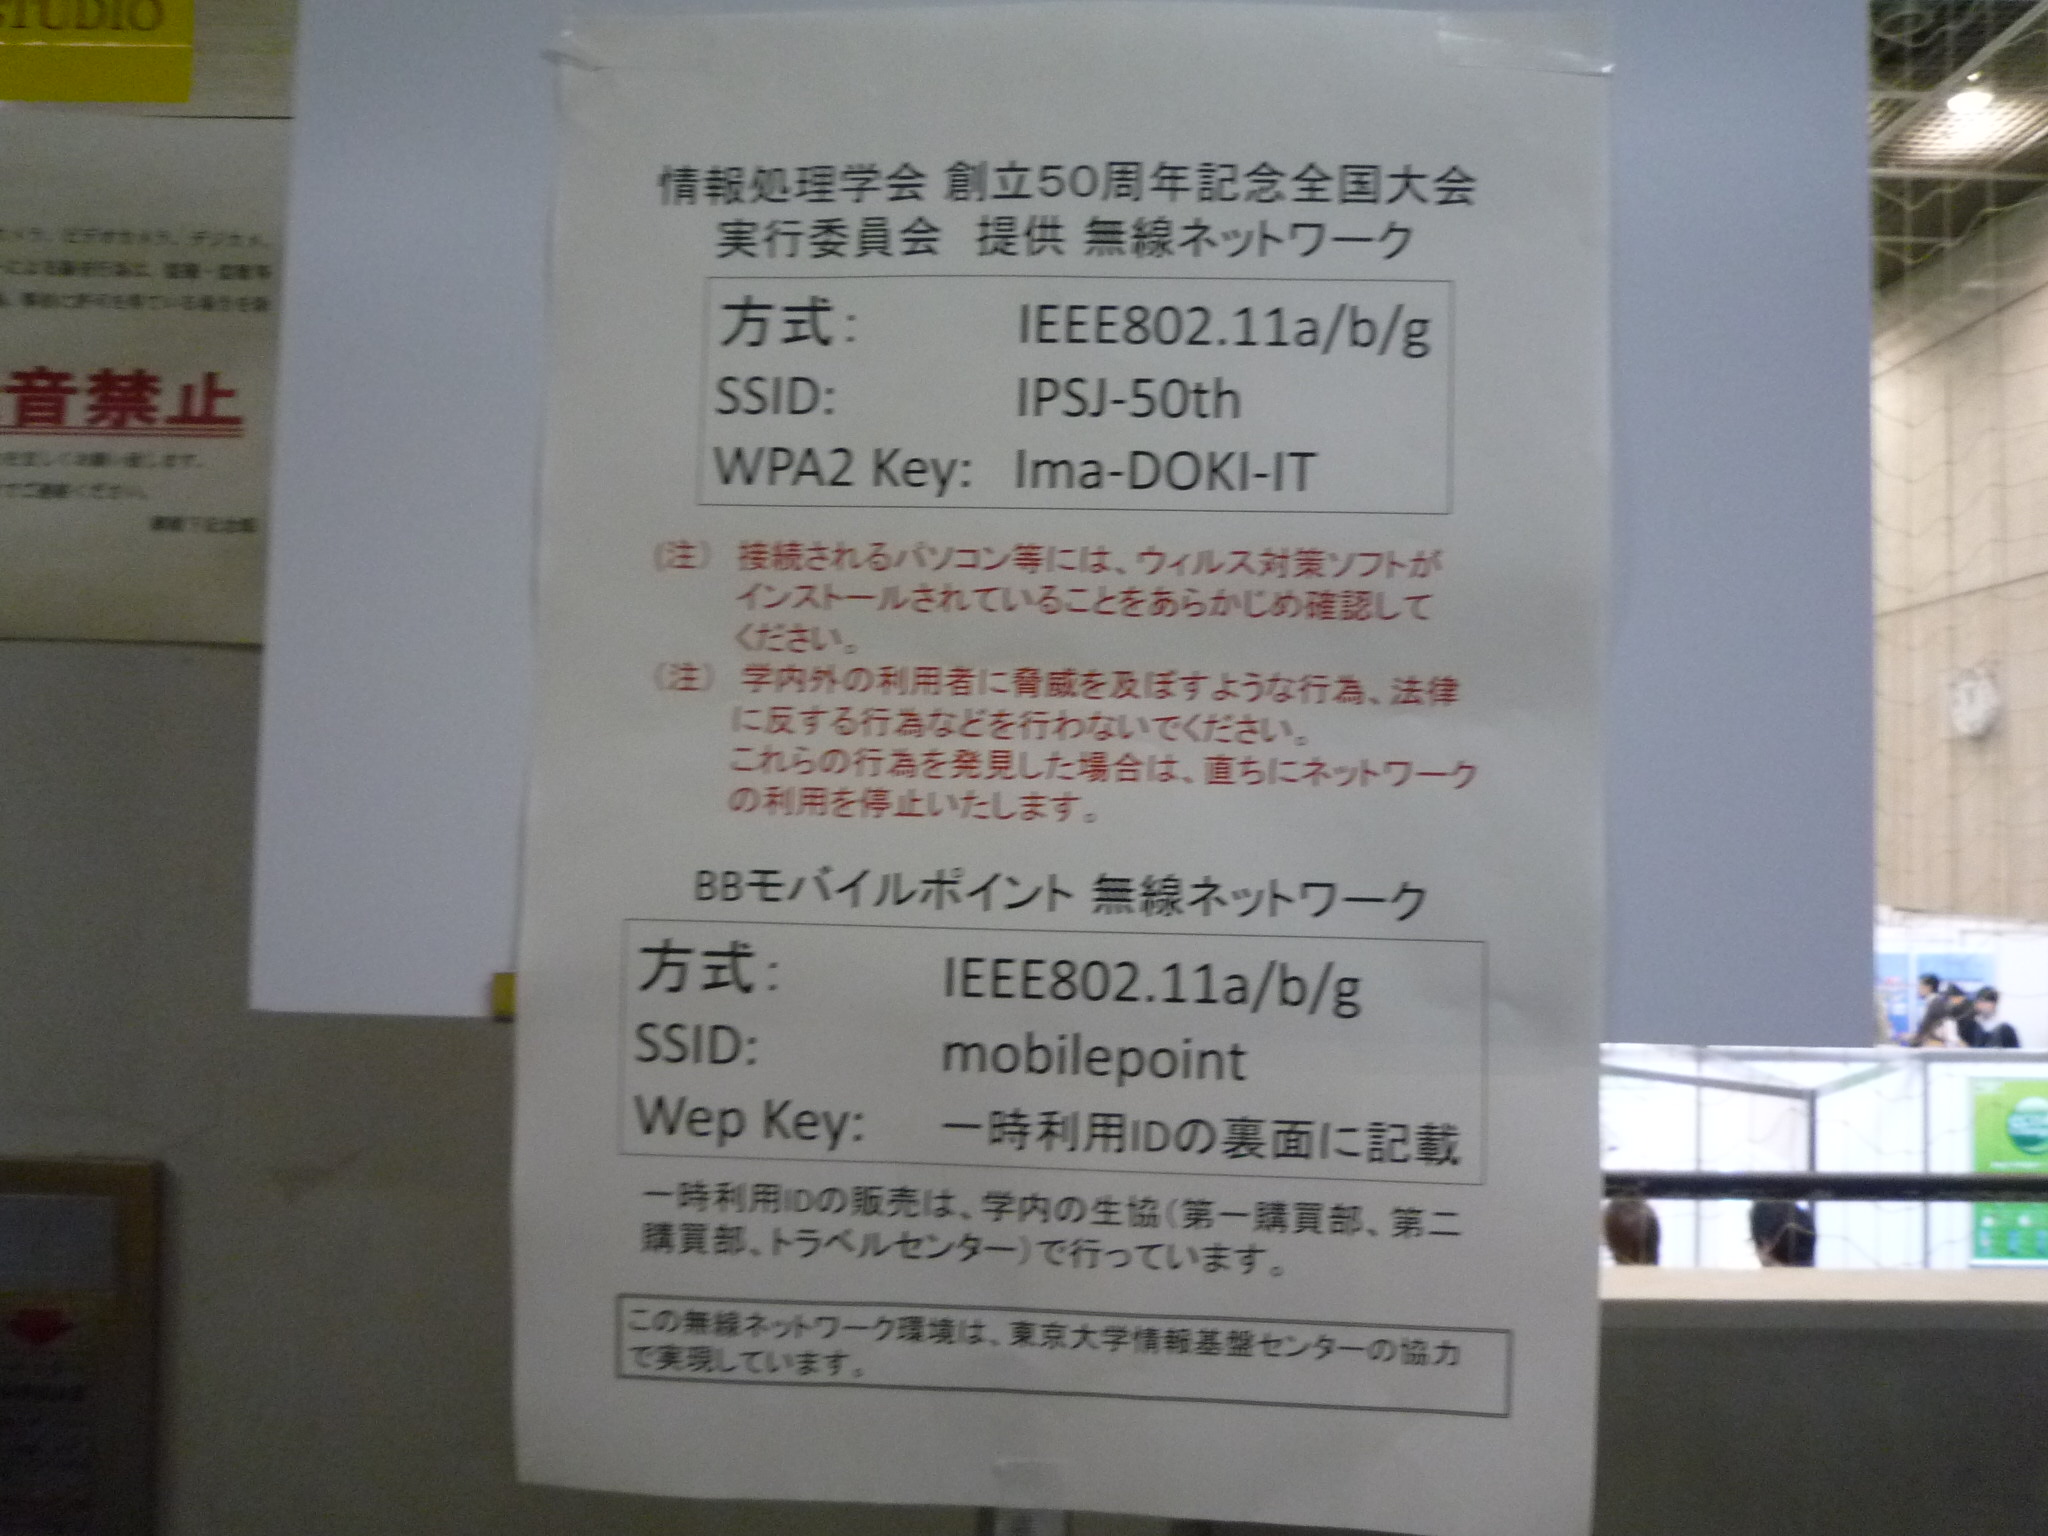 STUDIO
音禁止
情報処理学会 創立50周年記念全国大会
実行委員会 提供 無線ネットワーク
方式: IEEE802.11a/b/g
SSID: IPSJ-50th
WPA2 Key: Ima-DOKI-IT
(注) 接続されるパソコン等には、ウィルス対策ソフトが
インストールされていることをあらかじめ確認して
ください。
(注) 学内外の利用者に脅威を及ぼすような行為、法律
に反する行為などを行わないでください。
これらの行為を発見した場合は、直ちにネットワーク
の利用を停止いたします。
BBモバイルポイント 無線ネットワーク
方式: IEEE802.11a/b/g
SSID: mobilepoint
Wep Key: 一時利用IDの裏面に記載
一時利用IDの販売は、学内の生協(第一購買部、第二
購買部、トラベルセンター)で行っています。
この無線ネットワーク環境は、東京大学情報基盤センターの協力
で実現しています。